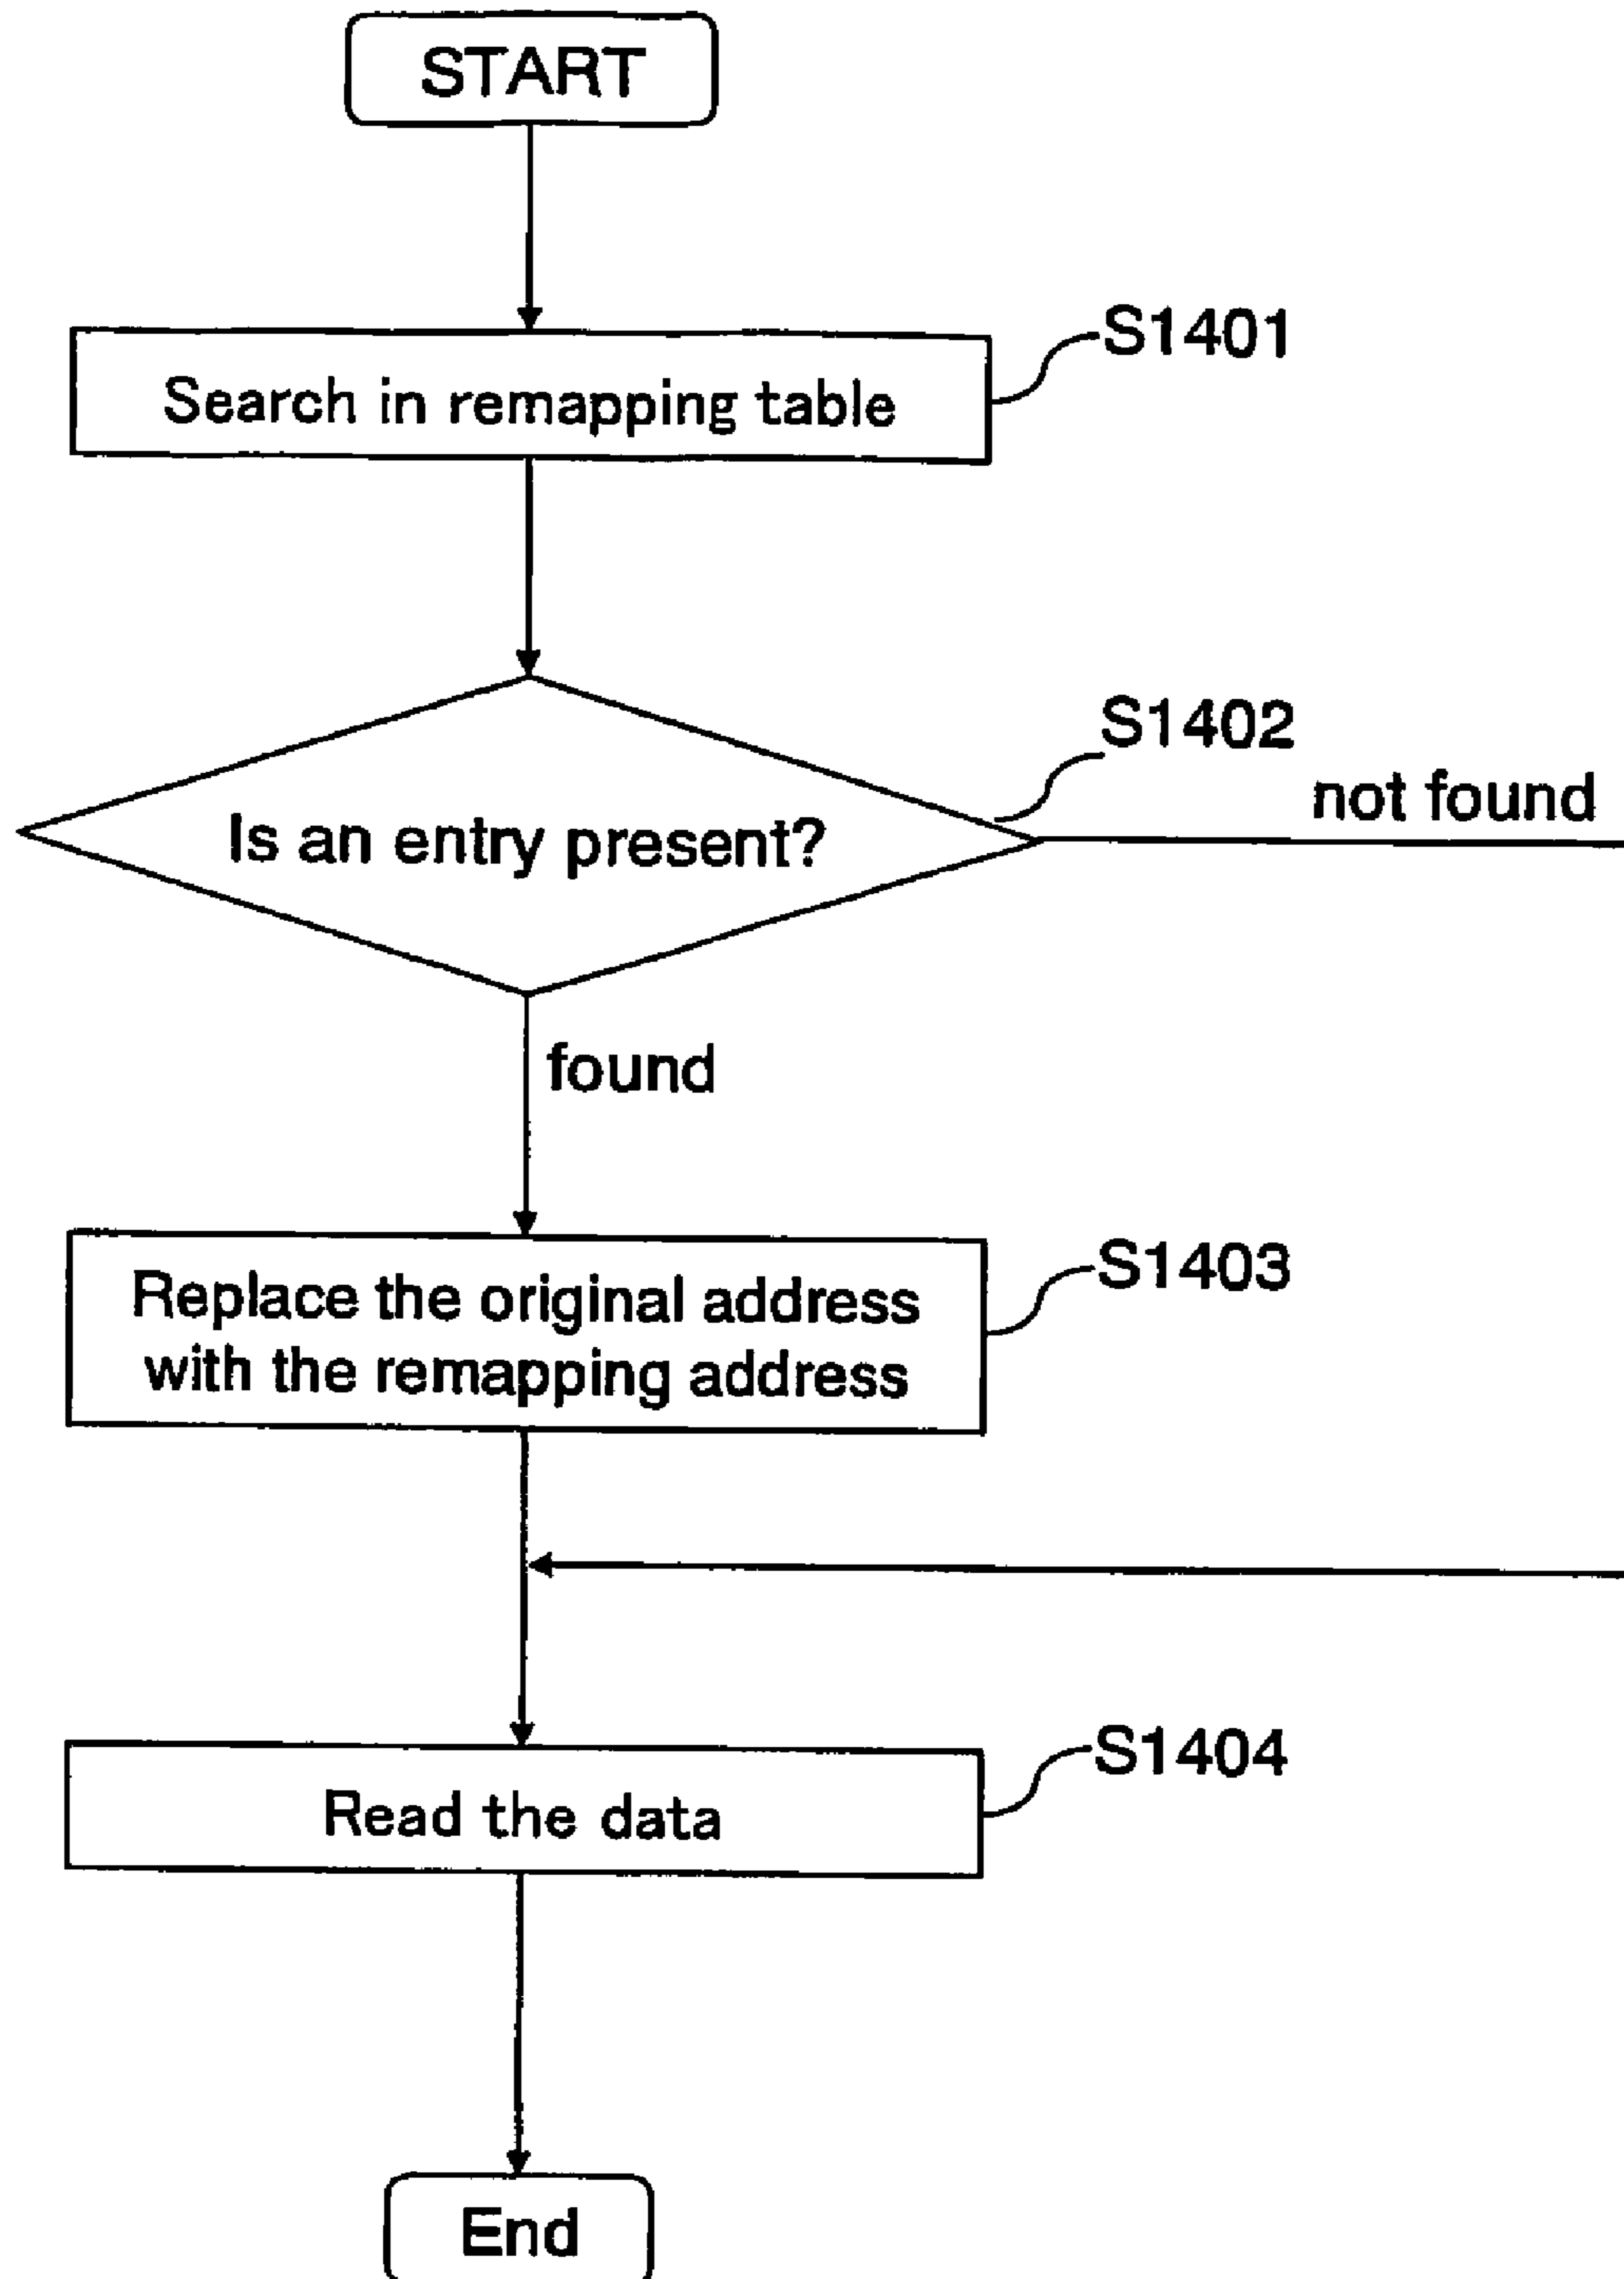 START
S1401
Search in remapping table
S1402
not found
Is an entry present?
found
S1403
Replace the original address
with the remapping address
S1404
Read the data
End